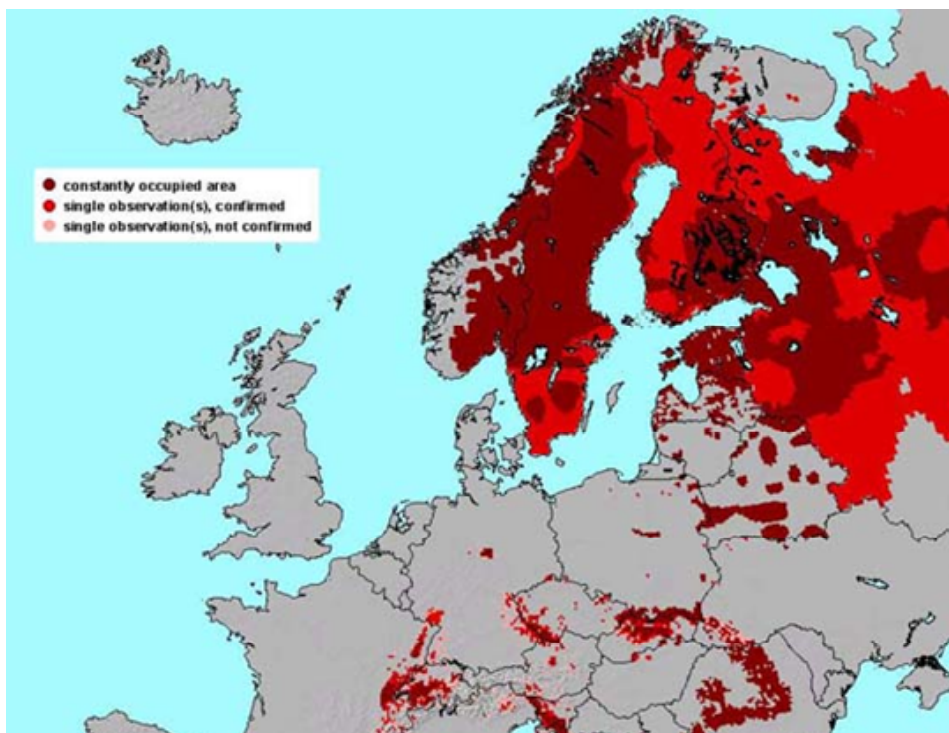 constantly occupied area
single observation(s), confirmed
single observation(s), not confirmed